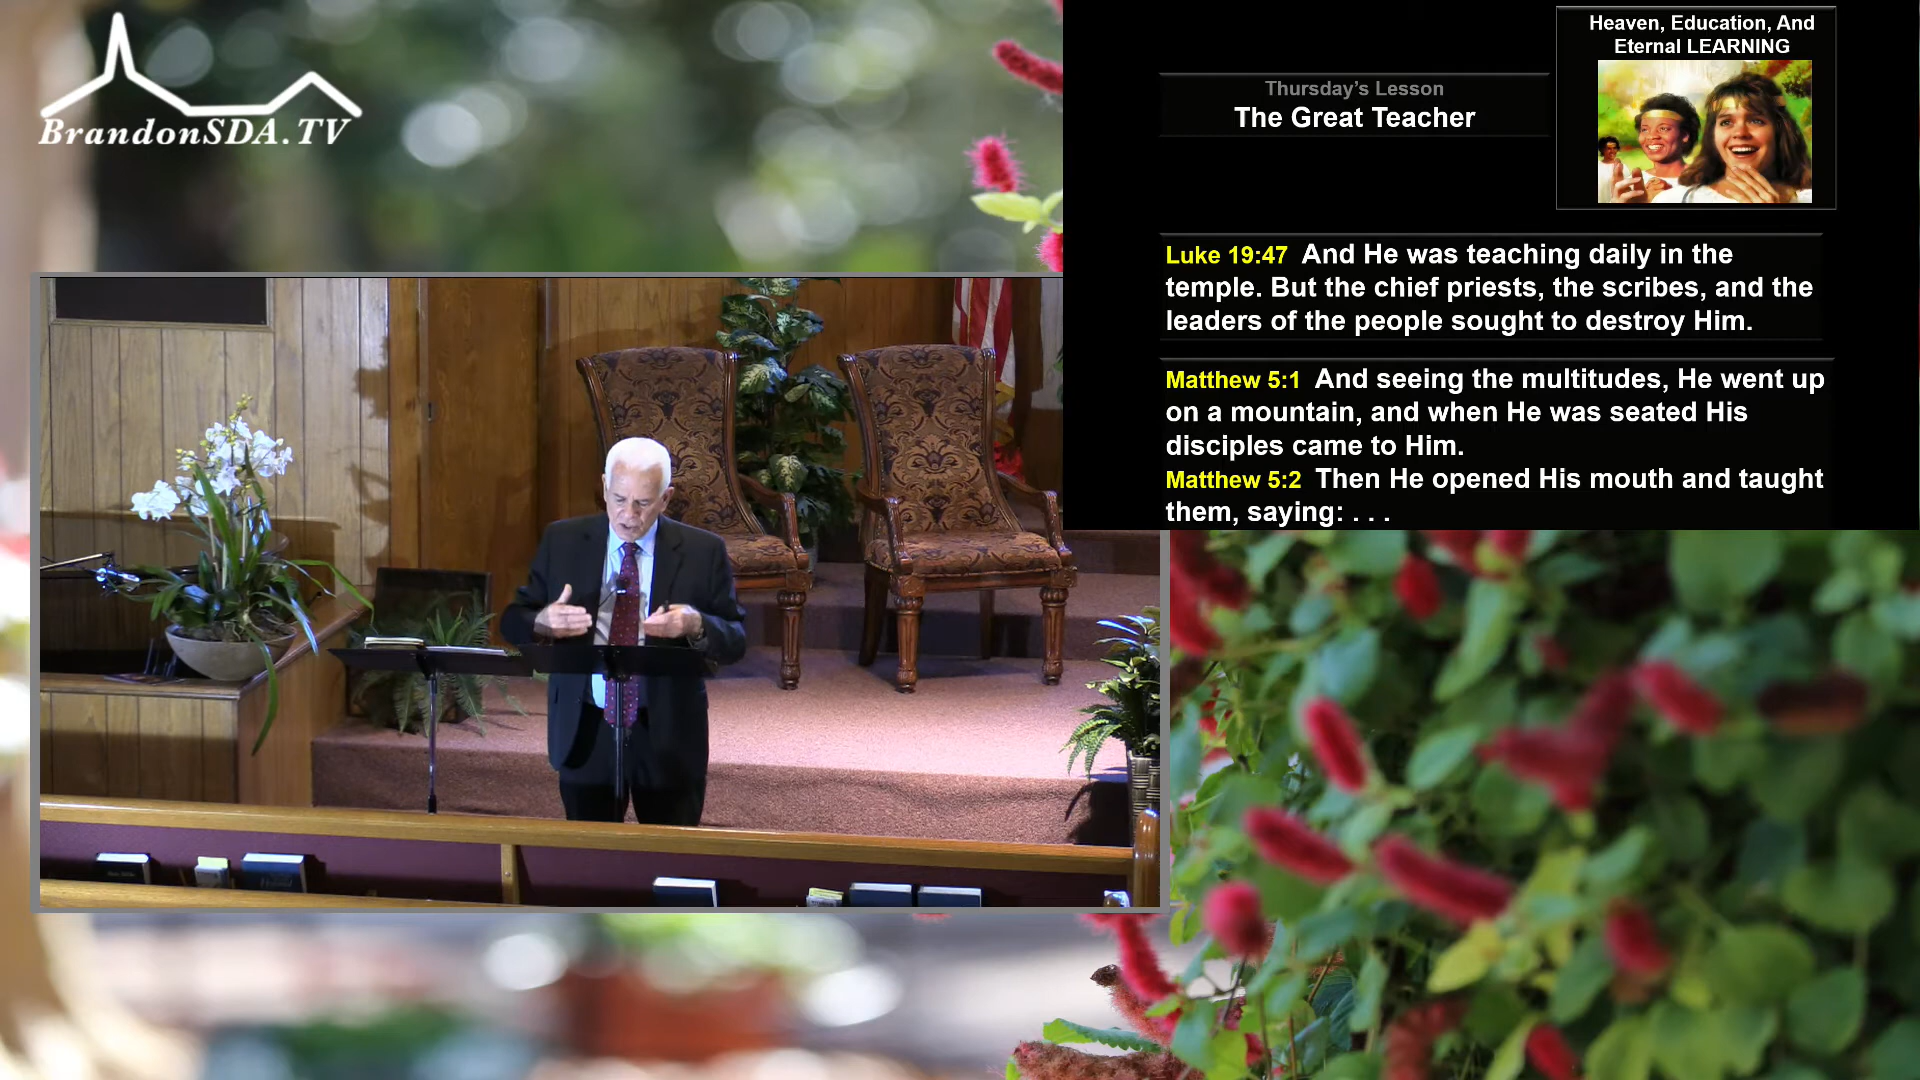 BrandonSDA.TV
Heaven, Education, And
Eternal LEARNING
Thursday's Lesson
The Great Teacher
Luke 19:47 And He was teaching daily in the
temple. But the chief priests, the scribes, and the
leaders of the people sought to destroy Him.
Matthew 5:1 And seeing the multitudes, He went up
on a mountain, and when He was seated His
disciples came to Him.
Matthew 5:2 Then He opened His mouth and taught
them, saying: . . .